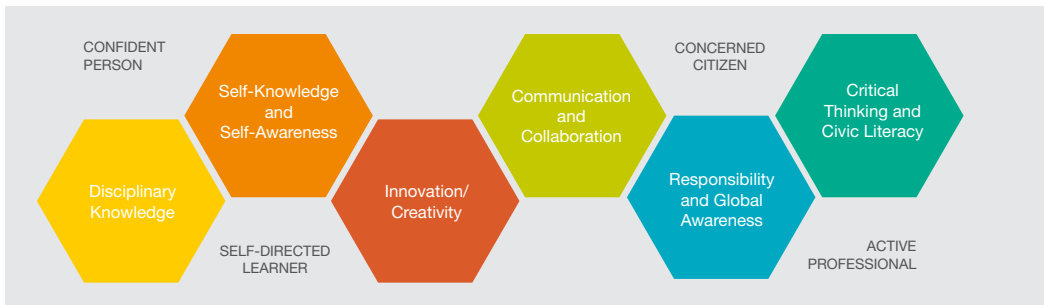 CONFIDENT
PERSON
Self-Knowledge
and
Self-Awareness
Disciplinary
Knowledge
SELF-DIRECTED
LEARNER
Innovation/
Creativity
Communication
and
Collaboration
CONCERNED
CITIZEN
Responsibility
and Global
Awareness
Critical
Thinking and
Civic Literacy
ACTIVE
PROFESSIONAL